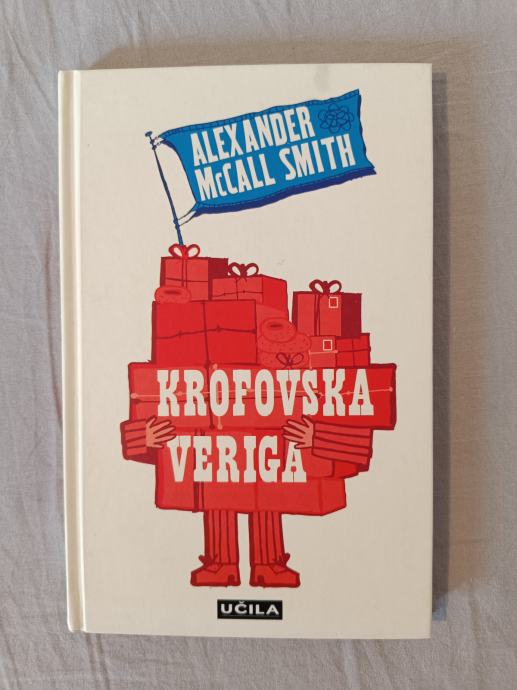 ALEXANDER
McCALL SMITH
KROFOVSKA
VERIGA
UČILA